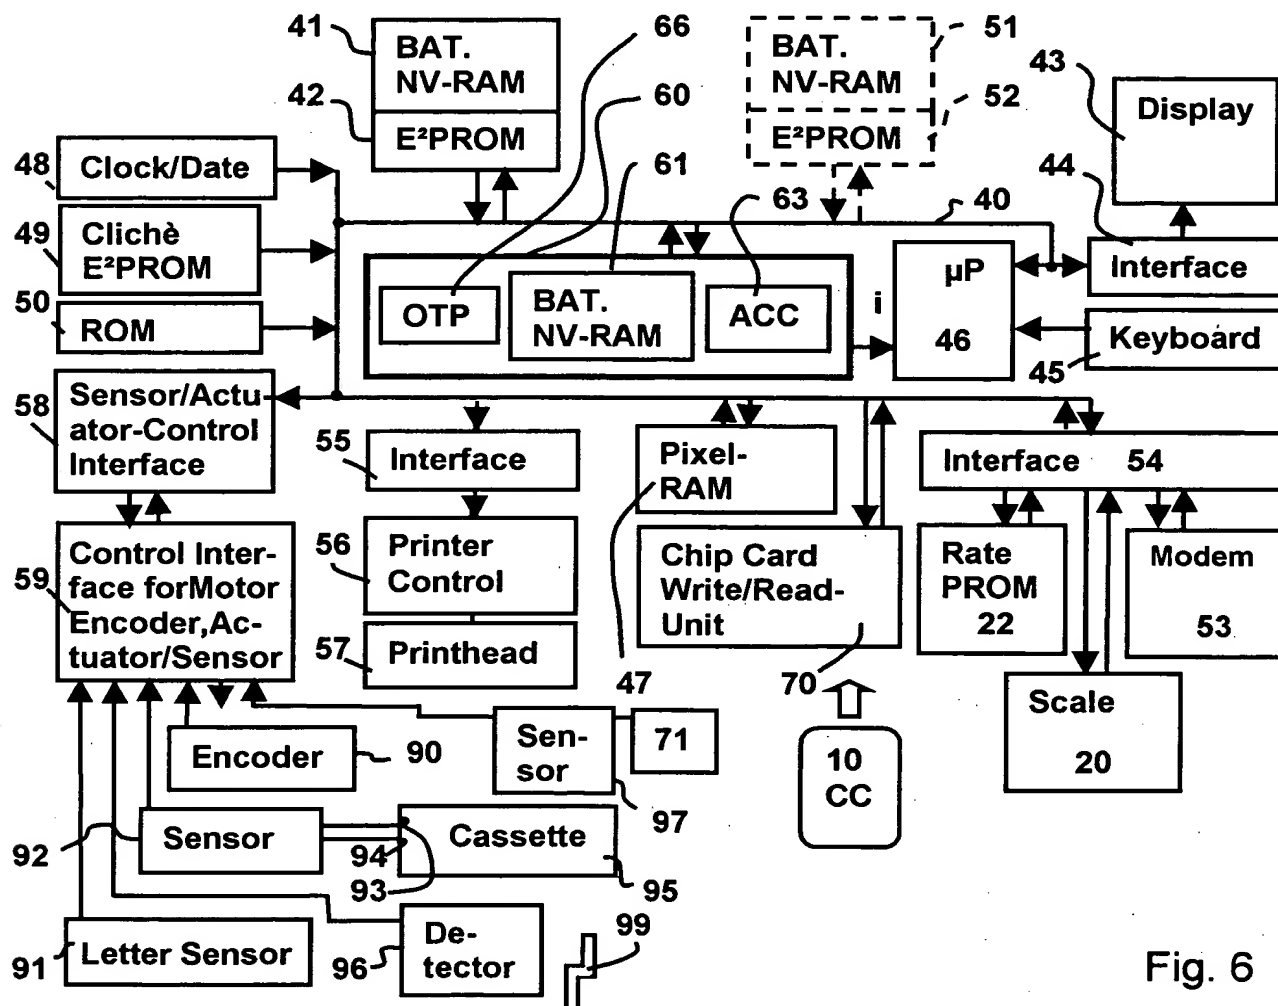 41
BAT.
NV-RAM
66
BAT.
NV-RAM
51
43
Display
42
E²PROM
60
E²PROM
52
48
Clock/Date
61
63
40
44
49
Clichè
E²PROM
OTP
BAT.
NV-RAM
ACC
i
µP
46
Interface
50
ROM
Keyboard
45
58
Sensor/Actu-
ator-Control
Interface
55
Interface
Pixel-
RAM
Interface 54
59
Control Inter-
face forMotor
Encoder,Ac-
tuator/Sensor
56
Printer
Control
Chip Card
Write/Read-
Unit
Rate
PROM
22
Modem
53
57
Printhead
47
70
Scale
20
Encoder
90
Sen-
sor
71
97
10
CC
92
Sensor
94
93
Cassette
95
91
Letter Sensor
96
De-
tector
99
Fig. 6